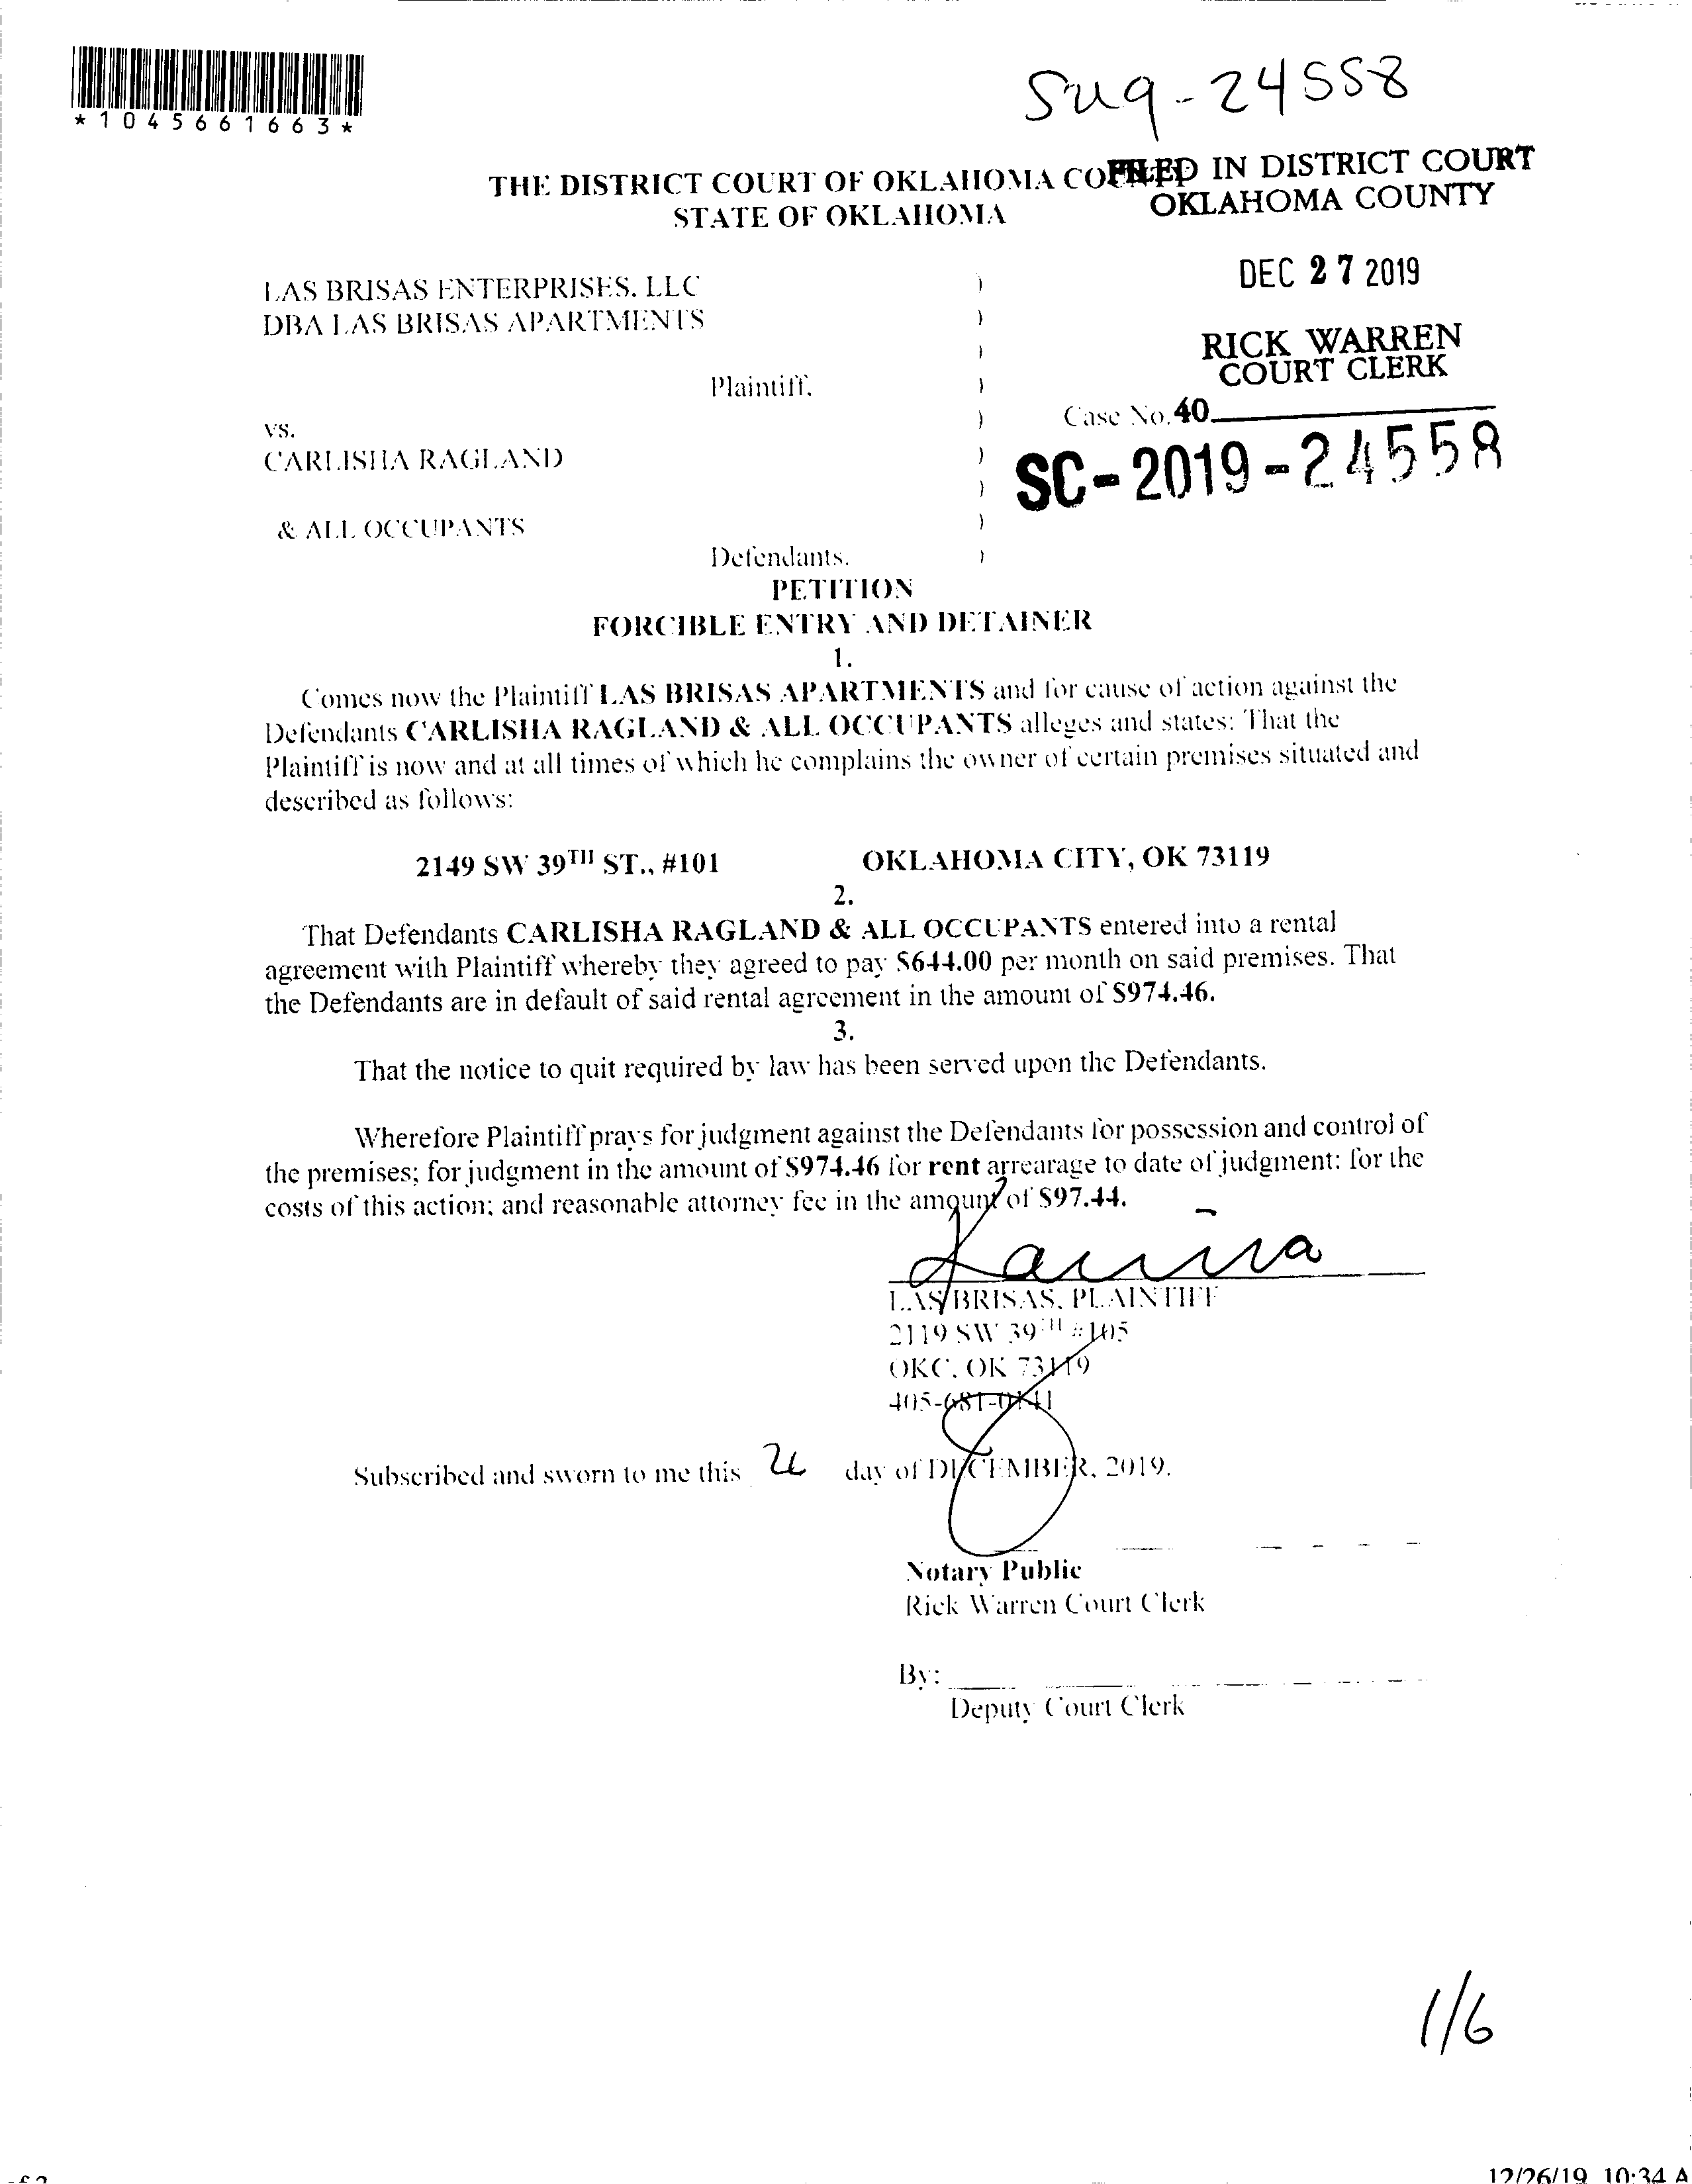 *1045661663*
THE DISTRICT COURT OF OKLAHOMA
FILED IN DISTRICT COURT
STATE OF OKLAHOMA
OKLAHOMA COUNTY
DEC 27 2019
LAS BRISAS ENTERPRISES, LLC )
DBA LAS BRISAS APARTMENTS )
)
RICK WARREN
COURT CLERK
Plaintiff, )
) Case No. 40
vs.
CARLISHA RAGLAND )
) SC-2019-24558
& ALL OCCUPANTS )
Defendants. )
PETITION
FORCIBLE ENTRY AND DETAINER
1.
Comes now the Plaintiff LAS BRISAS APARTMENTS and for cause of action against the
Defendants CARLISHA RAGLAND & ALL OCCUPANTS alleges and states: That the
Plaintiff is now and at all times of which he complains the owner of certain premises situated and
described as follows:
2149 SW 39TH ST., #101 OKLAHOMA CITY, OK 73119
2.
That Defendants CARLISHA RAGLAND & ALL OCCUPANTS entered into a rental
agreement with Plaintiff whereby they agreed to pay $644.00 per month on said premises. That
the Defendants are in default of said rental agreement in the amount of $974.46.
3.
That the notice to quit required by law has been served upon the Defendants.
Wherefore Plaintiff prays for judgment against the Defendants for possession and control of
the premises; for judgment in the amount of $974.46 for rent arrearage to date of judgment: for the
costs of this action; and reasonable attorney fee in the amount of $97.44.
LAS BRISAS, PLAINTIFF
2119 SW 39TH #105
OKC, OK 73119
405-681-0141
Subscribed and sworn to me this 26 day of DECEMBER, 2019.
Notary Public
Rick Warren Court Clerk
By:
Deputy Court Clerk
1/6
12/26/19, 10:34 A